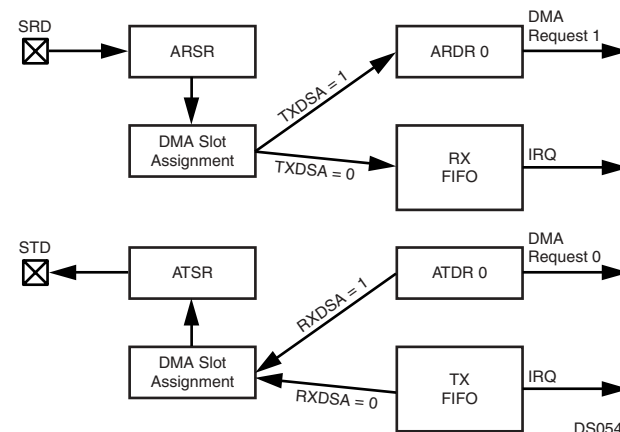 SRD
ARSR
TXDSA = 1
ARDR 0
DMA
Request 1
DMA Slot
Assignment
TXDSA = 0
RX
FIFO
IRQ
STD
ATSR
RXDSA = 1
ATDR 0
DMA
Request 0
DMA Slot
Assignment
RXDSA = 0
TX
FIFO
IRQ
DS054